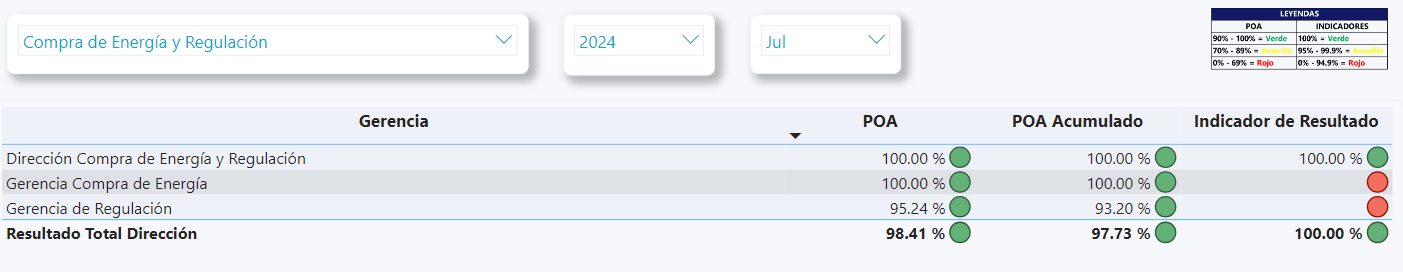 Compra de Energía y Regulación
2024
Jul
LEYENDAS
POA INDICADORES
90% - 100% = Verde 100% = Verde
70% - 89% = Amarillo 95% - 99.9% = Amarillo
0% - 69% = Rojo 0% - 94.9% = Rojo
Gerencia POA POA Acumulado Indicador de Resultado
Dirección Compra de Energía y Regulación 100.00 % 100.00 % 100.00 %
Gerencia Compra de Energía 100.00 % 100.00 %
Gerencia de Regulación 95.24 % 93.20 %
Resultado Total Dirección 98.41 % 97.73 % 100.00 %